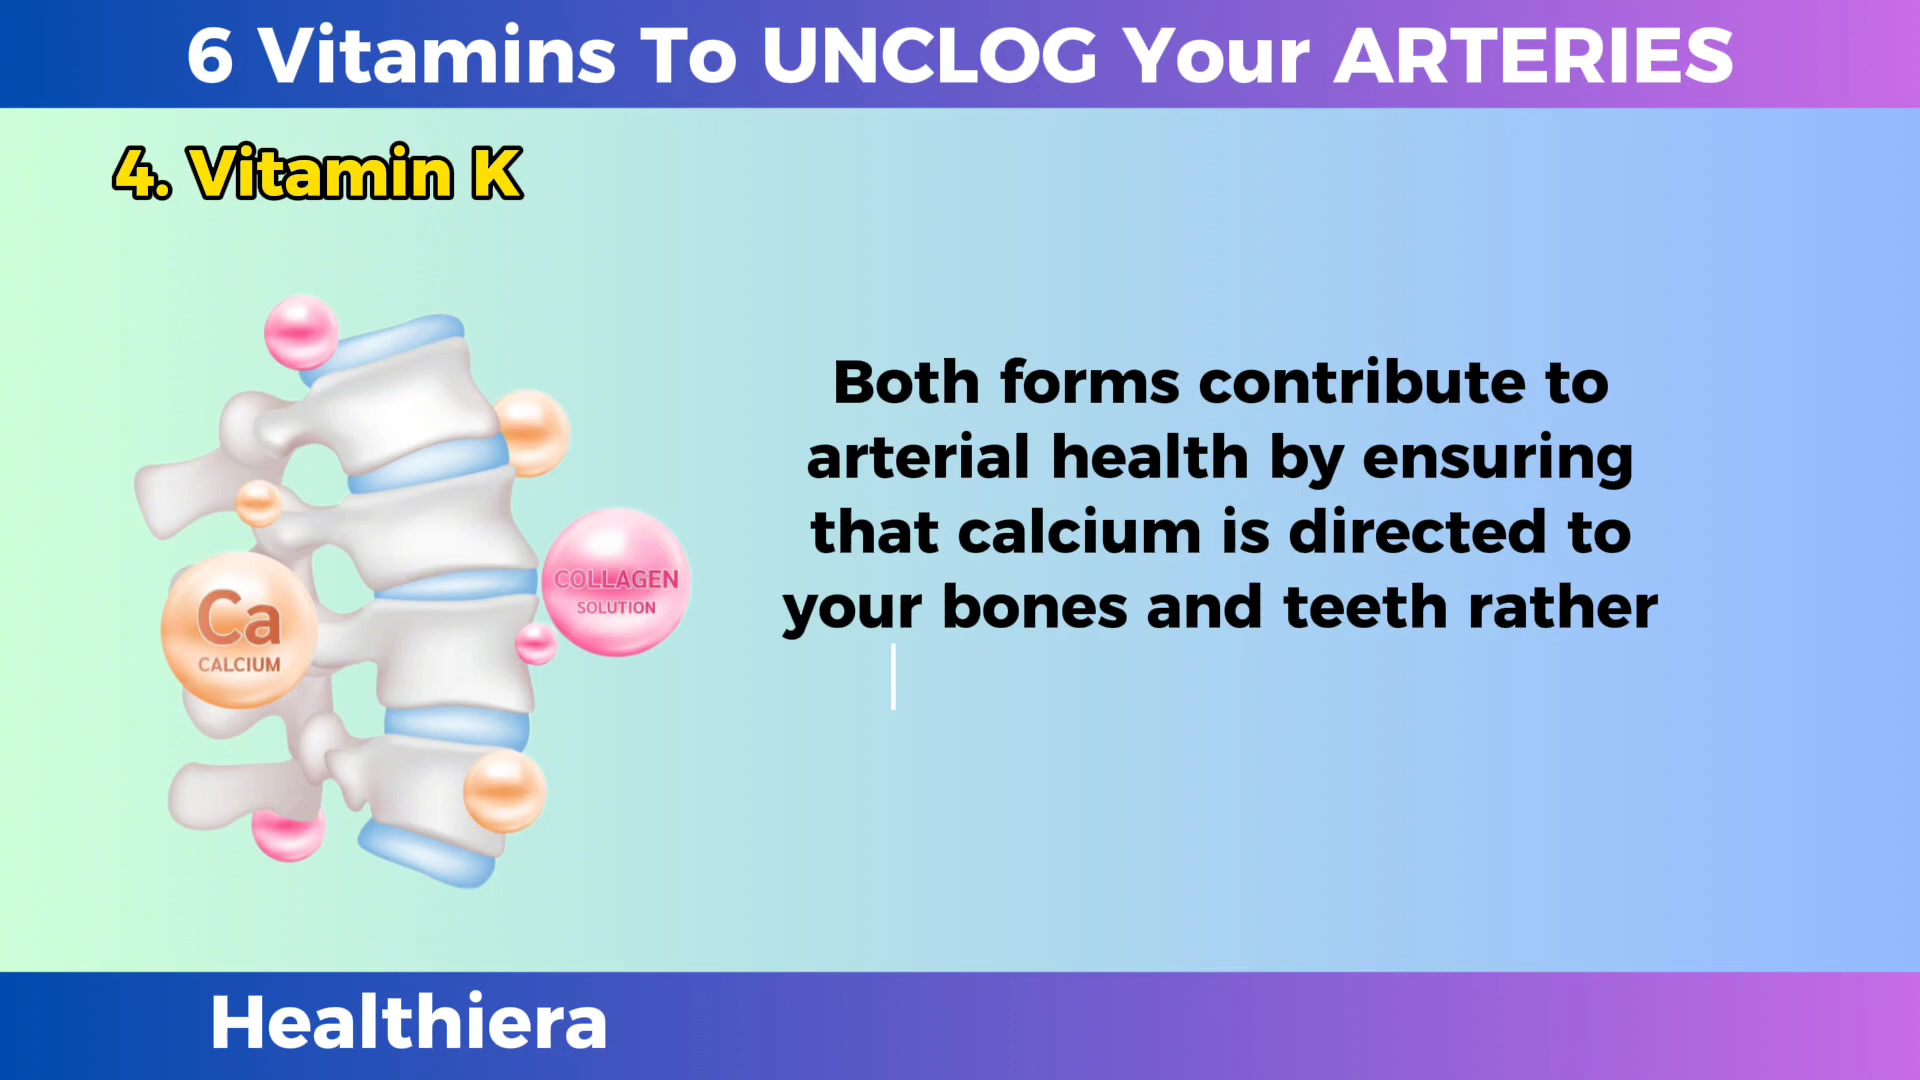 6 Vitamins To UNCLOG Your ARTERIES
4. Vitamin K
Both forms contribute to
arterial health by ensuring
that calcium is directed to
your bones and teeth rather
Ca
CALCIUM
COLLAGEN
SOLUTION
Healthiera